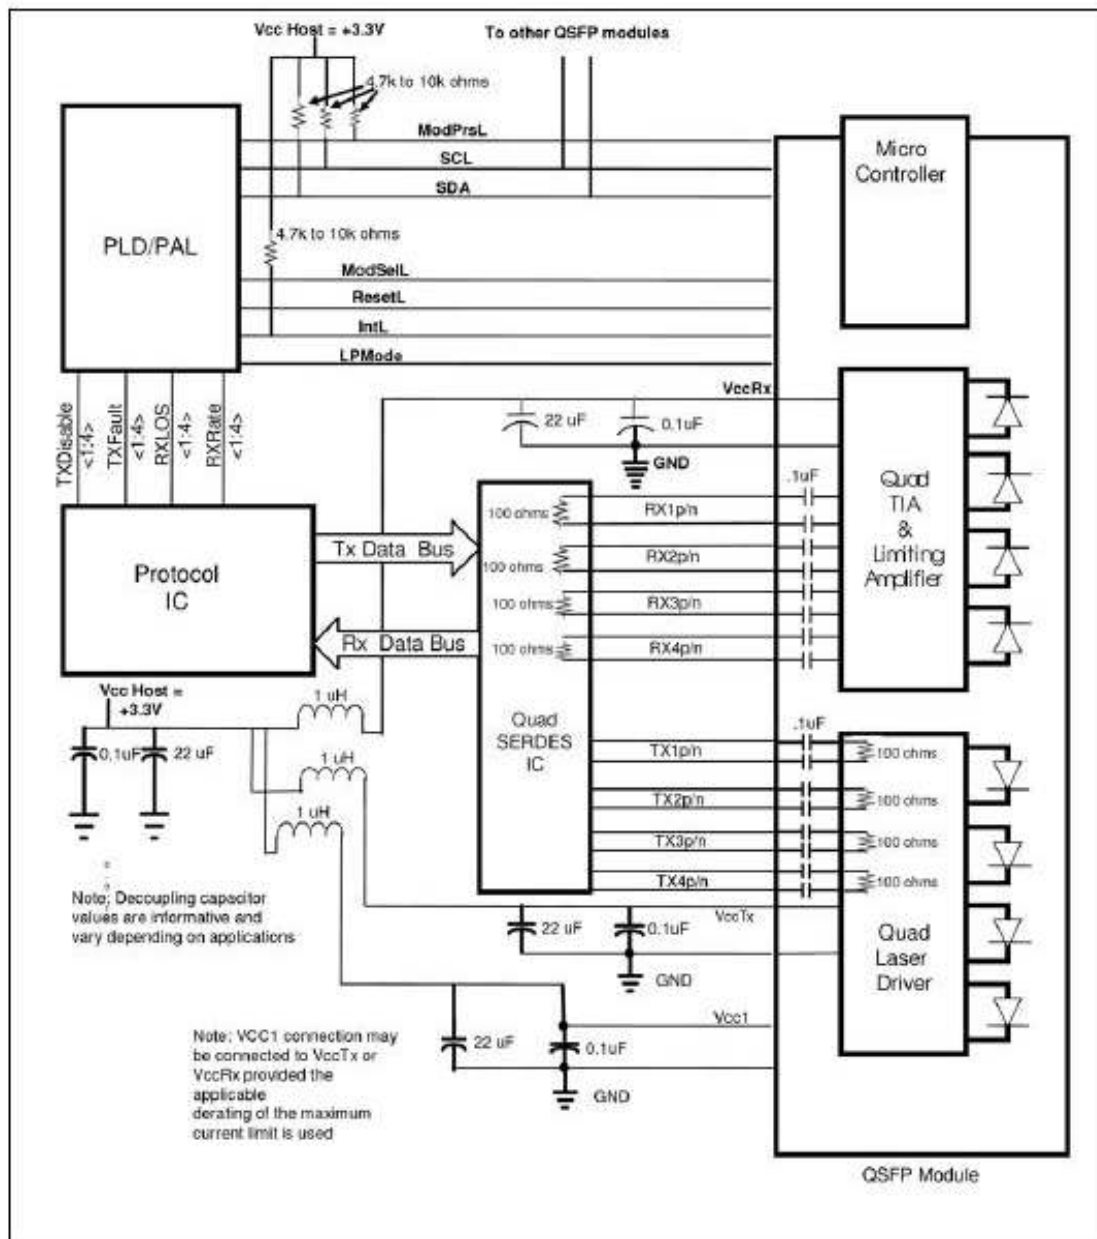 Vcc Host = +3.3V
To other QSFP modules
4.7k to 10k ohms
ModPrsL
SCL
SDA
Micro
Controller
PLD/PAL
4.7k to 10k ohms
ModSelL
ResetL
IntL
LPMode
TXDisable
<1:4>
TXFault
<1:4>
RXLOS
<1:4>
RXRate
<1:4>
VccRx
22 uF
0.1uF
GND
.1uF
100 ohms
RX1p/n
Quad
TIA
&
Limiting
Amplifier
Tx Data Bus
100 ohms
RX2p/n
Protocol
IC
100 ohms
RX3p/n
Rx Data Bus
100 ohms
RX4p/n
Vcc Host =
+3.3V
1 uH
0.1uF
22 uF
Quad
SERDES
IC
.1uF
TX1p/n
100 ohms
1 uH
TX2p/n
100 ohms
1 uH
TX3p/n
100 ohms
TX4p/n
100 ohms
Note: Decoupling capacitor
values are informative and
vary depending on applications
VccTx
22 uF
0.1uF
GND
Quad
Laser
Driver
Vcc1
Note: VCC1 connection may
be connected to VccTx or
VccRx provided the
applicable
derating of the maximum
current limit is used
22 uF
0.1uF
GND
QSFP Module